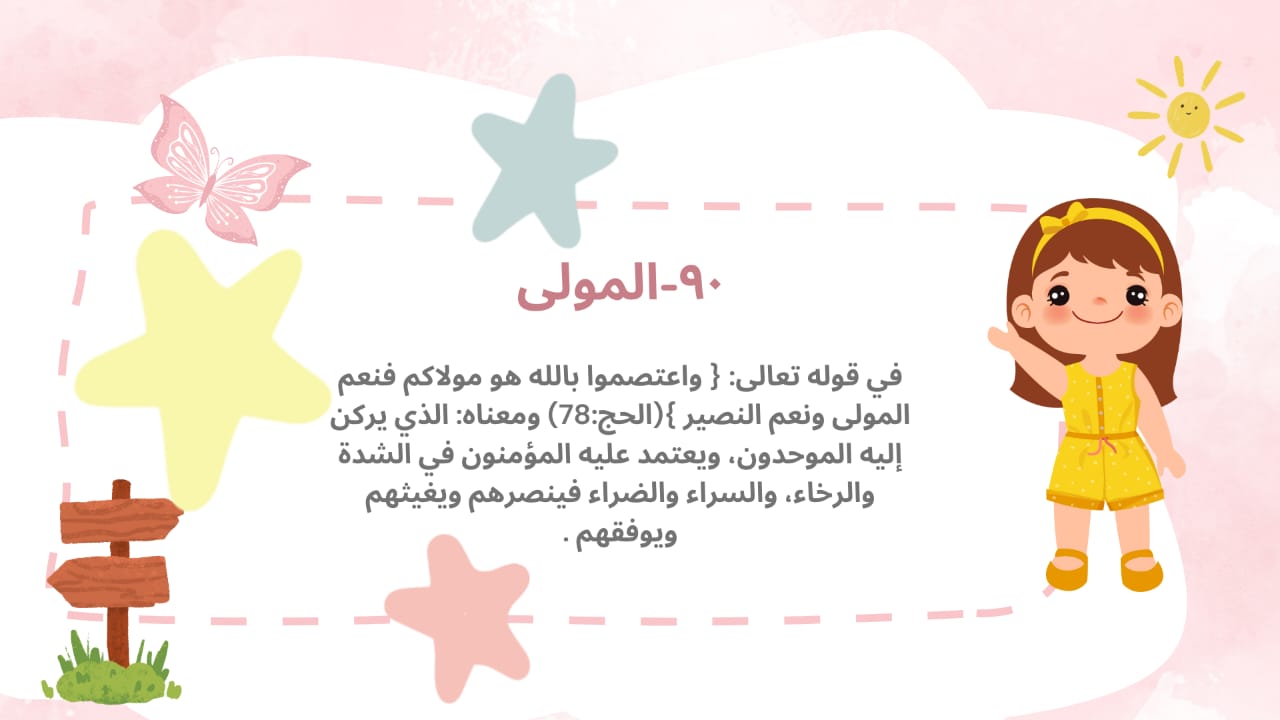 ٩٠-المولى
في قوله تعالى: { واعتصموا بالله هو مولاكم فنعم
المولى ونعم النصير }(الحج:78) ومعناه: الذي يركن
إليه الموحدون، ويعتمد عليه المؤمنون في الشدة
والرخاء، والسراء والضراء فينصرهم ويغيثهم
ويوفقهم .